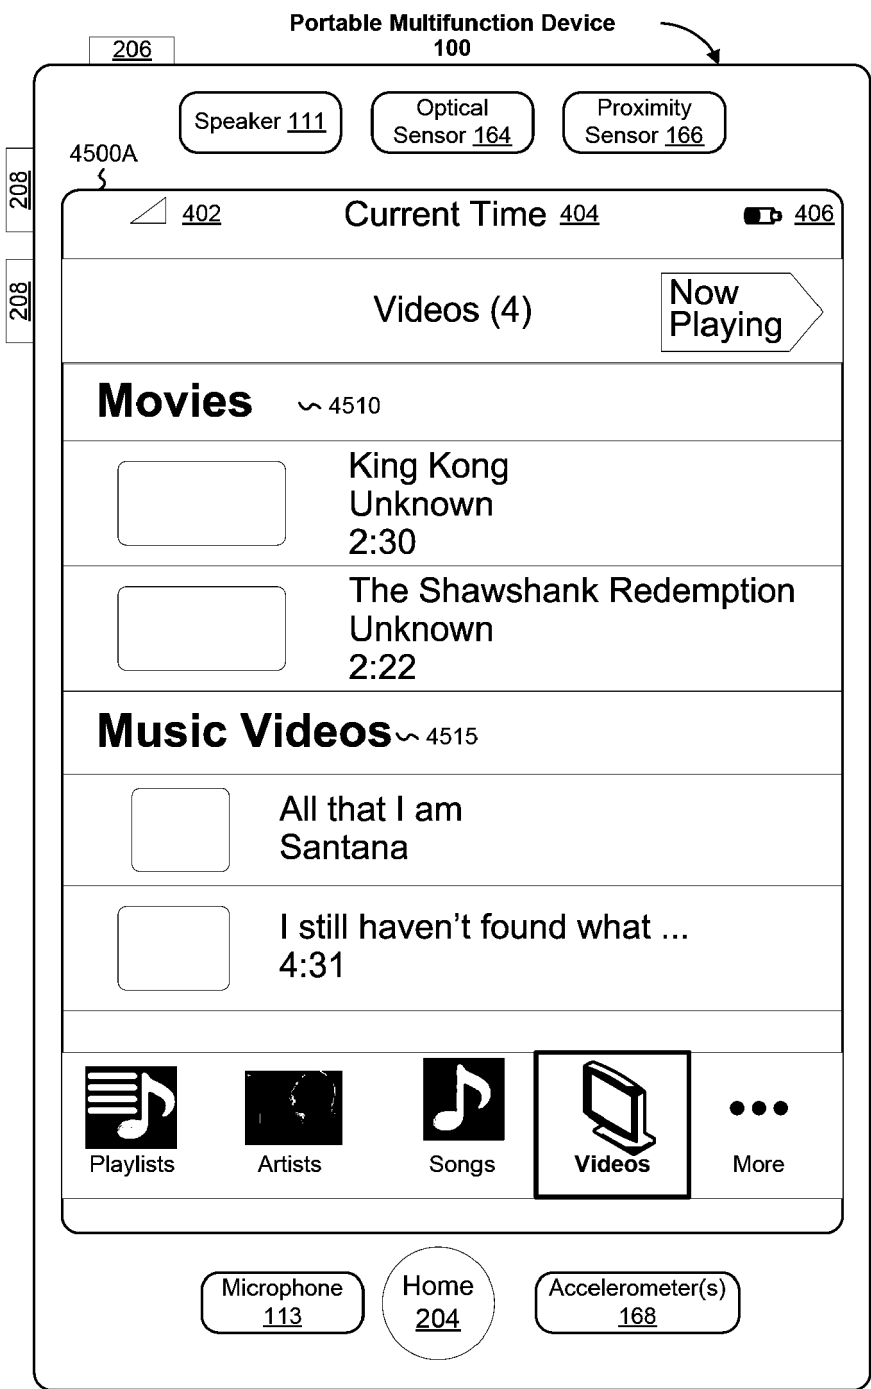 Portable Multifunction Device
100
206
Speaker 111
Optical
Sensor 164
Proximity
Sensor 166
4500A
208
208
402
Current Time 404
406
Videos (4)
Now
Playing
Movies
4510
King Kong
Unknown
2:30
The Shawshank Redemption
Unknown
2:22
Music Videos
4515
All that I am
Santana
I still haven’t found what ...
4:31
Playlists
Artists
Songs
Videos
More
Microphone
113
Home
204
Accelerometer(s)
168